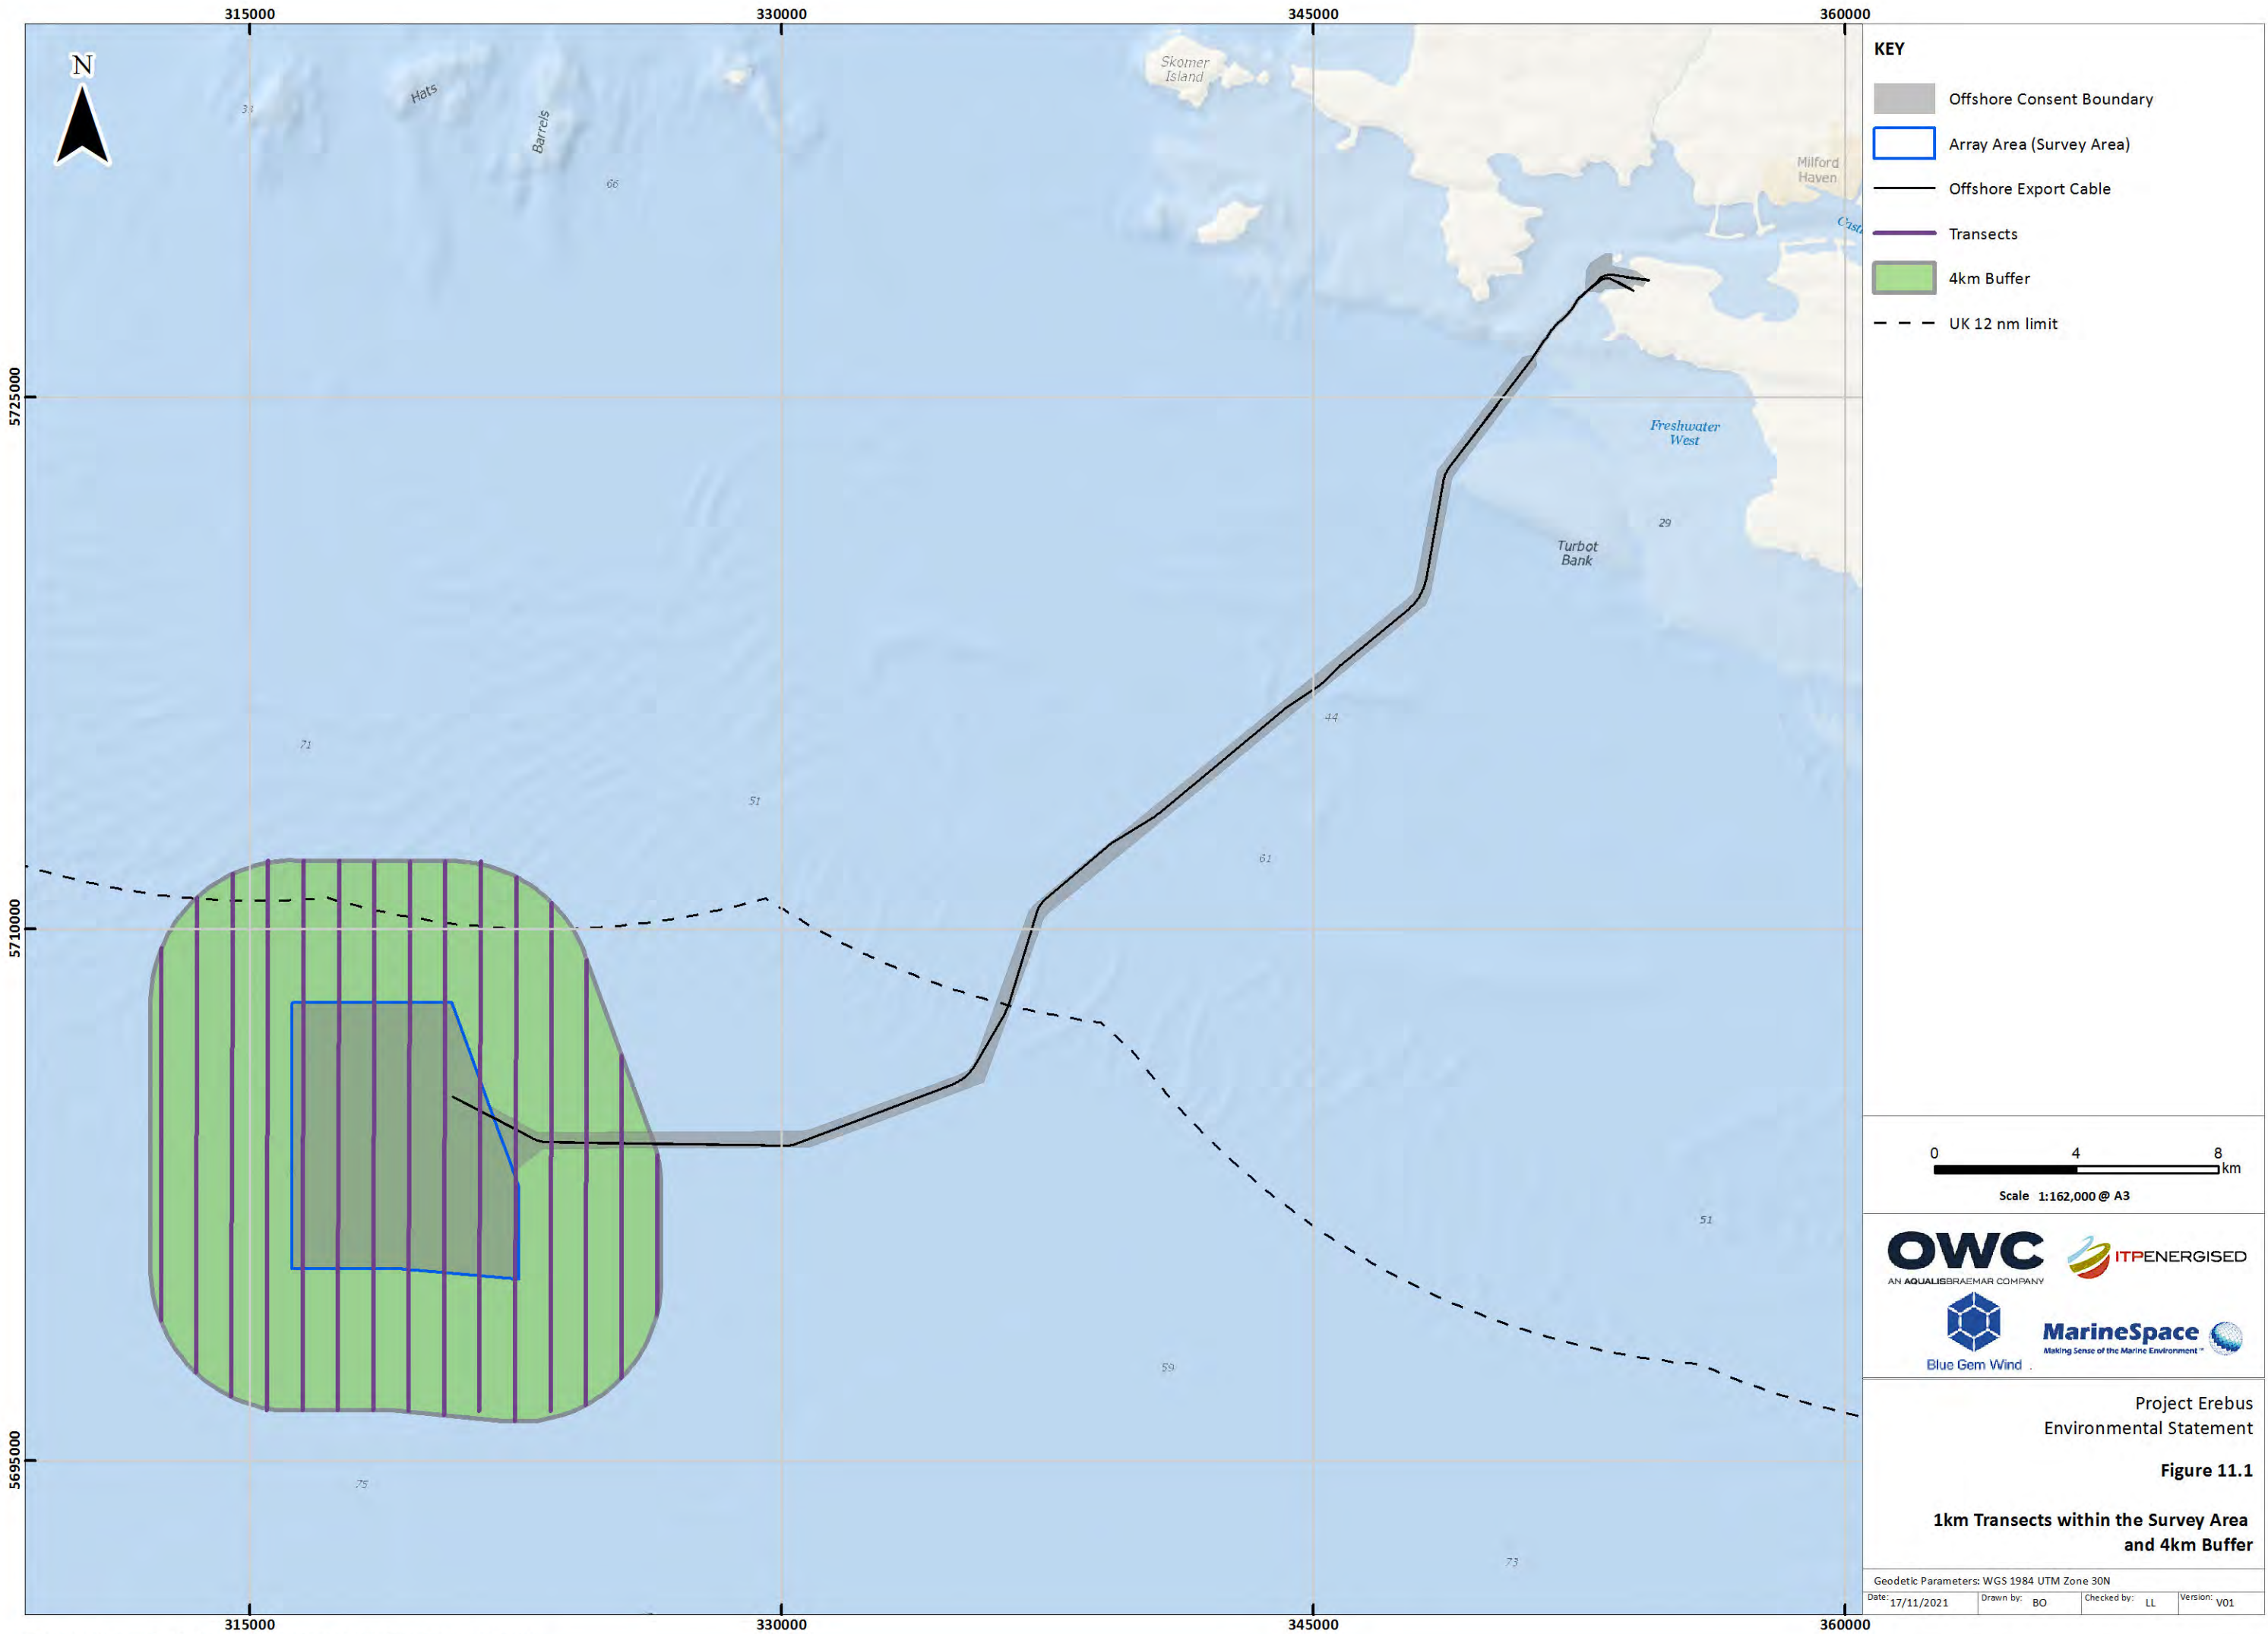 315000
330000
345000
360000
N
Skomer
Island
Hats
Barrels
33
66
Milford
Haven
5725000
Freshwater
West
29
Turbot
Bank
44
71
51
61
5710000
51
59
5695000
75
73
315000
330000
345000
360000
KEY
Offshore Consent Boundary
Array Area (Survey Area)
Offshore Export Cable
Transects
4km Buffer
UK 12 nm limit
0 4 8
km
Scale 1:162,000 @ A3
OWC
AN AQUALISBRAEMAR COMPANY
ITPENERGISED
Blue Gem Wind
MarineSpace
Making Sense of the Marine Environment™
Project Erebus
Environmental Statement
Figure 11.1
1km Transects within the Survey Area
and 4km Buffer
Geodetic Parameters: WGS 1984 UTM Zone 30N
Date: 17/11/2021 Drawn by: BO Checked by: LL Version: V01